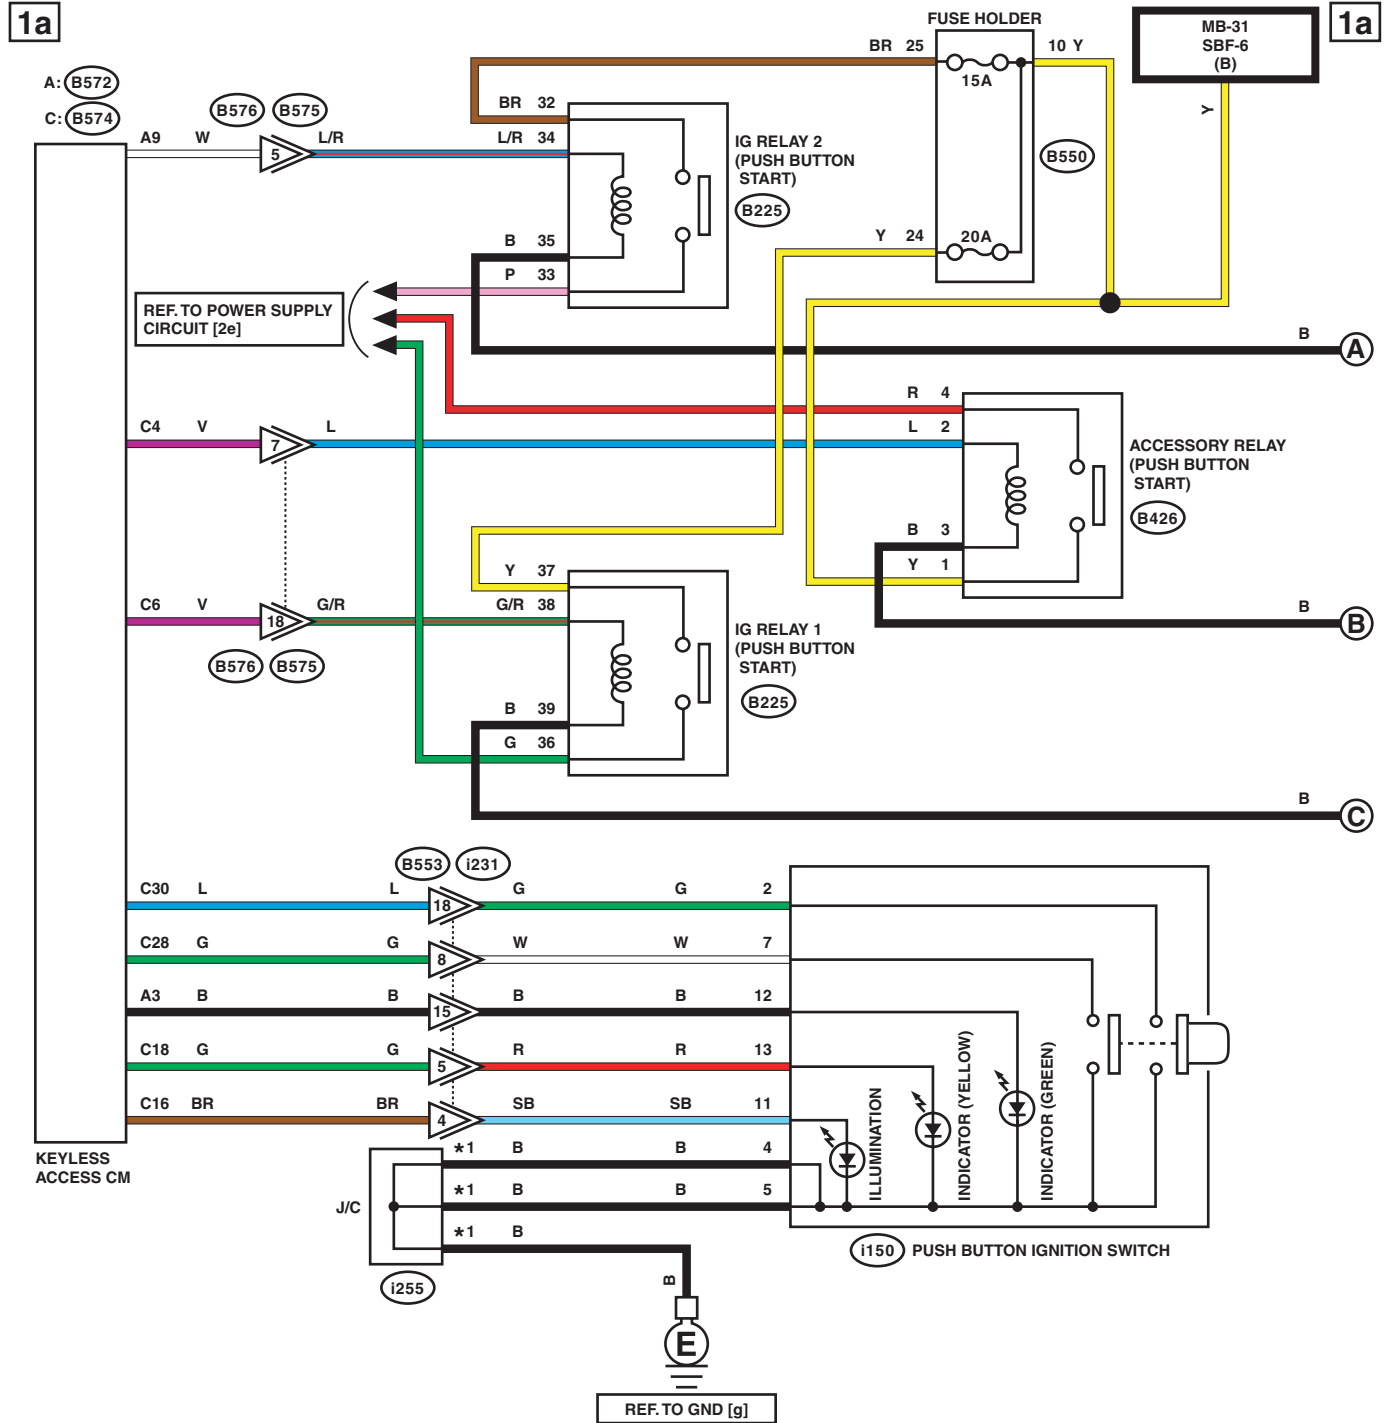 1a
1a
FUSE HOLDER
MB-31
SBF-6
(B)
BR 25
10 Y
15A
Y
A: B572
C: B574
B576 B575
A9 W
5
L/R
BR 32
L/R 34
IG RELAY 2
(PUSH BUTTON
START)
B225
B550
B 35
P 33
Y 24
20A
REF. TO POWER SUPPLY
CIRCUIT [2e]
B
A
R 4
C4 V
7
L
L 2
ACCESSORY RELAY
(PUSH BUTTON
START)
B426
B 3
Y 1
Y 37
C6 V
18
G/R
G/R 38
B
B
IG RELAY 1
(PUSH BUTTON
START)
B225
B576 B575
B 39
G 36
B
C
B553 i231
C30 L
L
18
G
G
2
C28 G
G
8
W
W
7
A3 B
B
15
B
B
12
C18 G
G
5
R
R
13
C16 BR
BR
4
SB
SB
11
ILLUMINATION
INDICATOR (YELLOW)
INDICATOR (GREEN)
KEYLESS
ACCESS CM
*1 B
B
4
*1 B
B
5
J/C
*1 B
i150 PUSH BUTTON IGNITION SWITCH
i255
B
E
REF. TO GND [g]